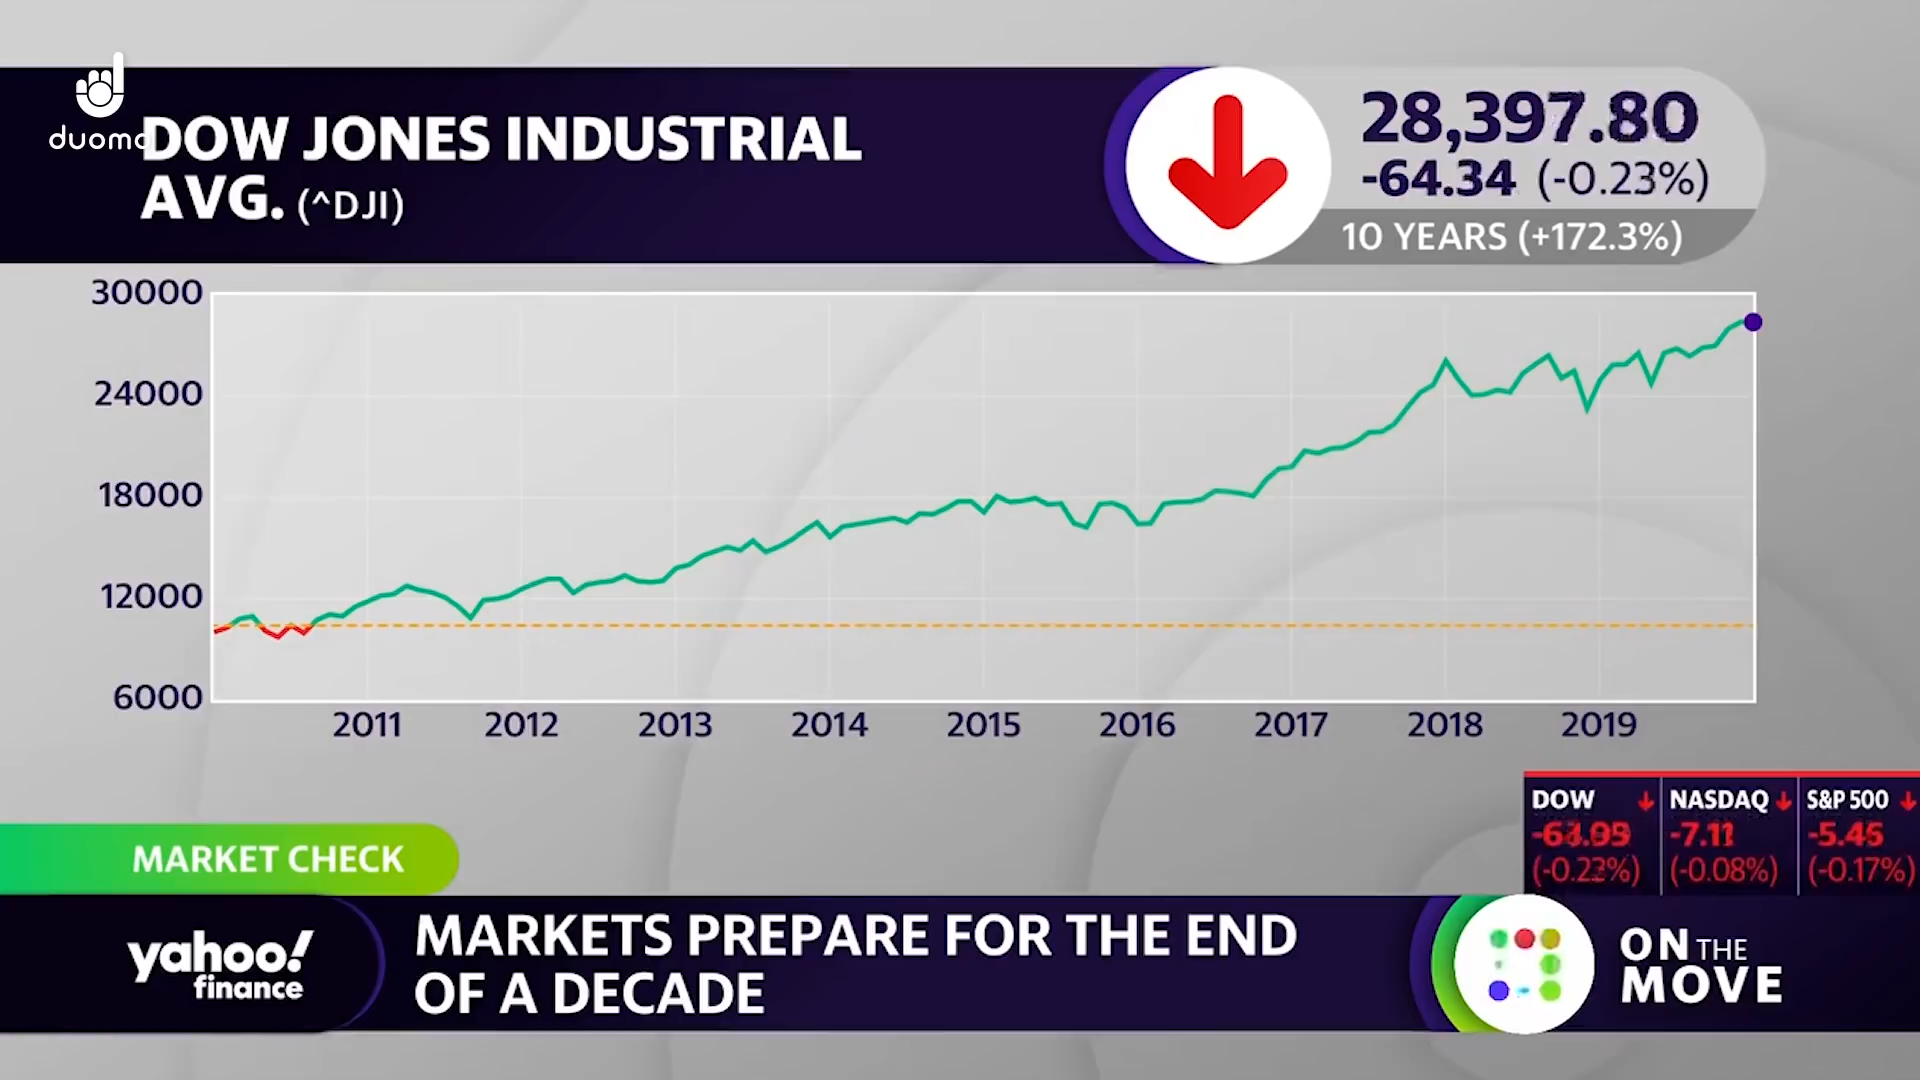 duomo
DOW JONES INDUSTRIAL
AVG. (^DJI)
28,397.80
-64.34 (-0.23%)
10 YEARS (+172.3%)
30000
24000
18000
12000
6000
2011 2012 2013 2014 2015 2016 2017 2018 2019
DOW NASDAQ S&P 500
-7.11 -5.45
(-0.23%) (-0.08%) (-0.17%)
MARKET CHECK
yahoo!
finance
MARKETS PREPARE FOR THE END
OF A DECADE
ON THE
MOVE